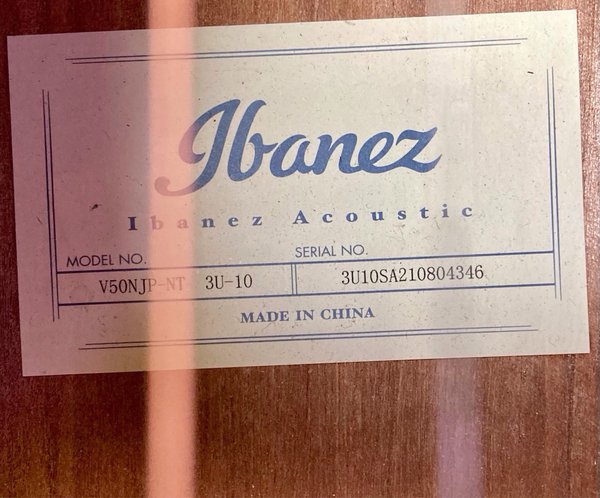 Ibanez
Ibanez Acoustic
MODEL NO. SERIAL NO.
V50NJP-NT 3U-10 3U10SA210804346
MADE IN CHINA